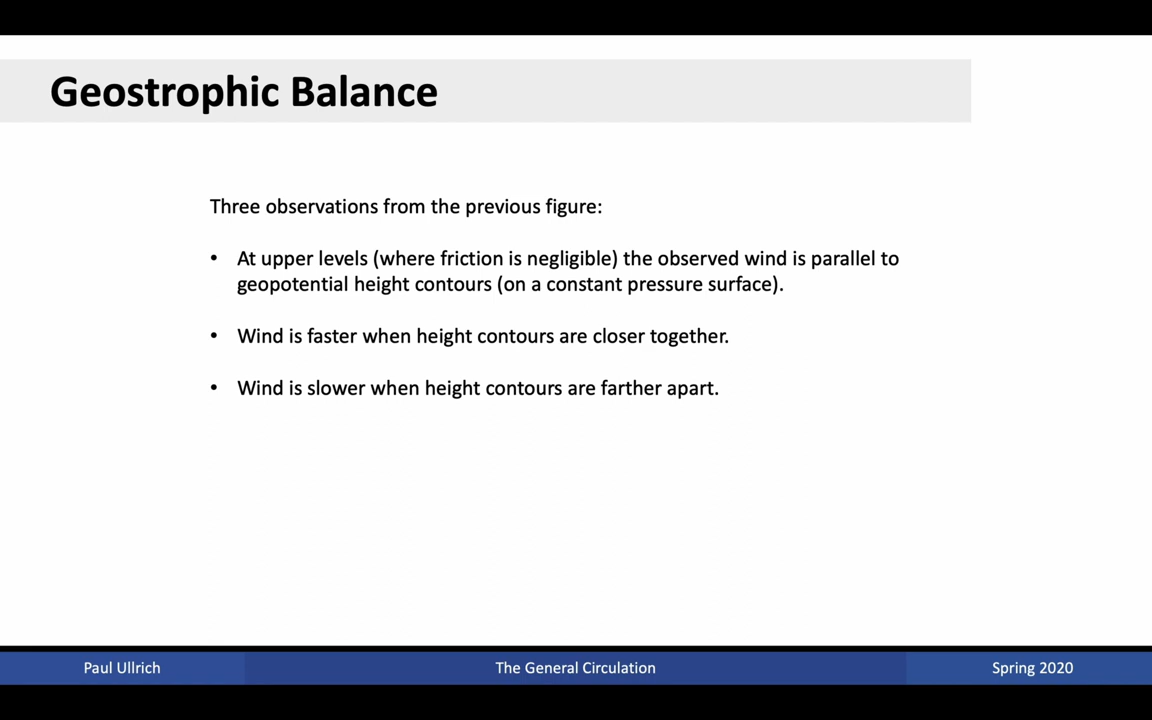 Geostrophic Balance
Three observations from the previous figure:
• At upper levels (where friction is negligible) the observed wind is parallel to
geopotential height contours (on a constant pressure surface).
• Wind is faster when height contours are closer together.
• Wind is slower when height contours are farther apart.
Paul Ullrich
The General Circulation
Spring 2020